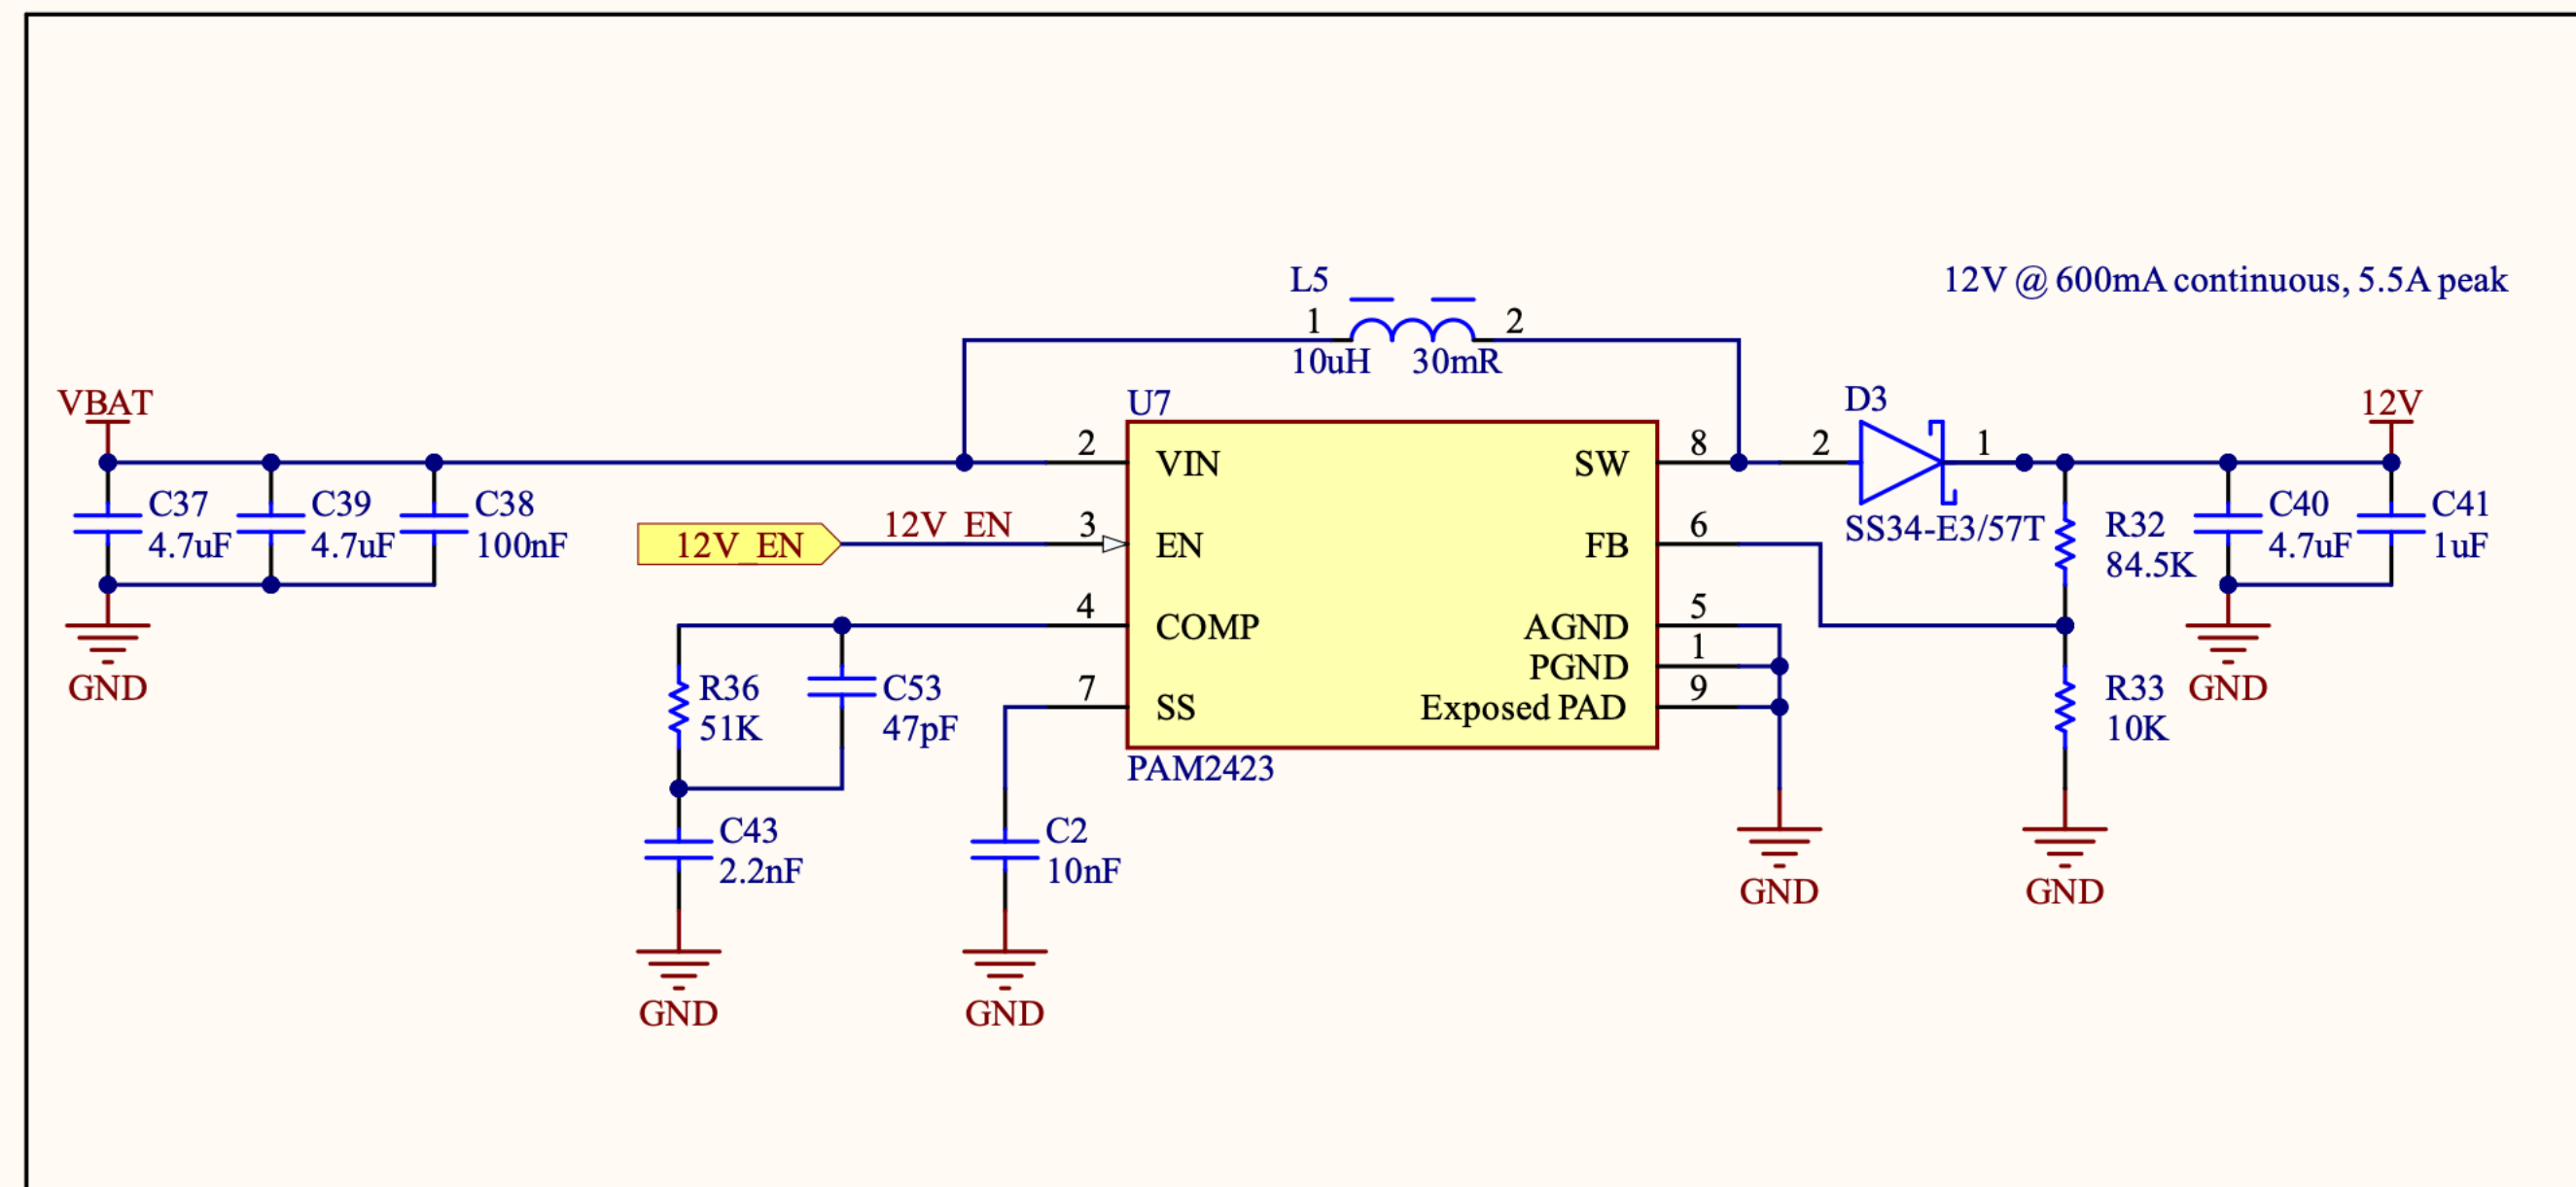 12V @ 600mA continuous, 5.5A peak
L5
1
2
10uH
30mR
VBAT
U7
D3
12V
2
VIN
SW
8
2
1
C37
4.7uF
C39
4.7uF
C38
100nF
12V_EN
12V_EN
3
EN
FB
6
SS34-E3/57T
R32
84.5K
C40
4.7uF
C41
1uF
4
COMP
AGND
5
PGND
1
GND
R36
51K
C53
47pF
7
SS
Exposed PAD
9
R33
10K
GND
PAM2423
C43
2.2nF
C2
10nF
GND
GND
GND
GND